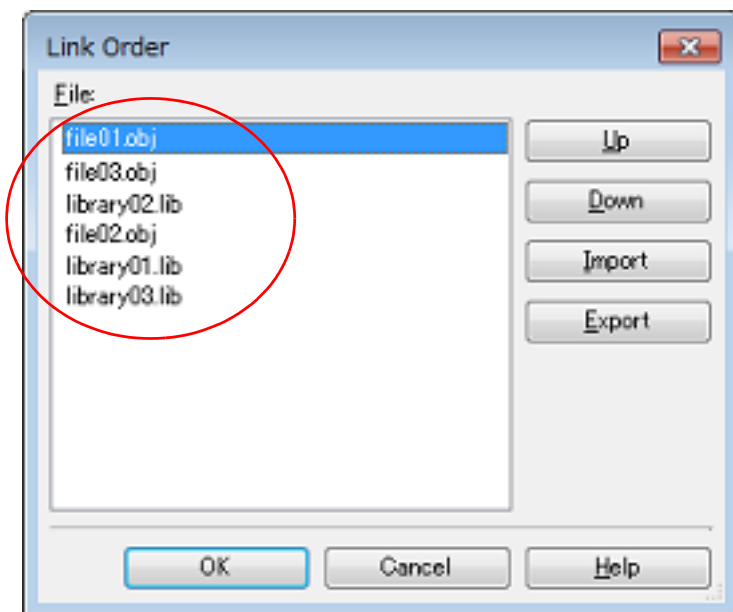 Link Order
File:
file01.obj
file03.obj
library02.lib
file02.obj
library01.lib
library03.lib
Up
Down
Import
Export
OK
Cancel
Help